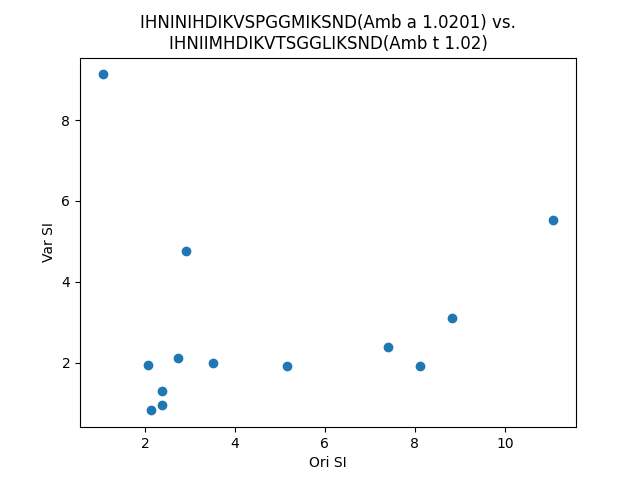 IHNINIHDIKVSPGGMIKSND(Amb a 1.0201) vs.
IHNIIMHDIKVTSGGLIKSND(Amb t 1.02)
8
6
4
2
Var SI
2 4 6 8 10
Ori SI